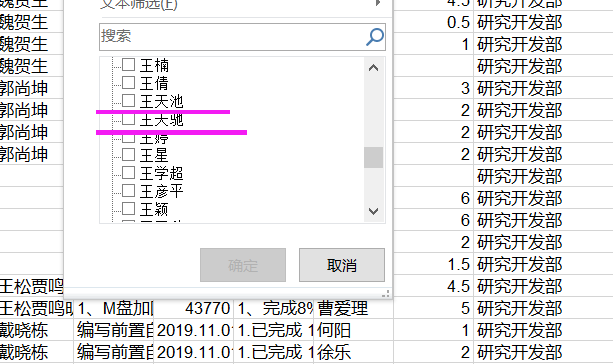 魏贺生 文本筛选(F) 4.5 研究开发部
魏贺生 0.5 研究开发部
魏贺生 搜索 1 研究开发部
魏贺生 王楠 研究开发部
郭尚坤 王倩 3 研究开发部
郭尚坤 王天池 2 研究开发部
郭尚坤 王天驰 2 研究开发部
郭尚坤 王婷 2 研究开发部
王星 研究开发部
王学超 6 研究开发部
王彦平 6 研究开发部
王颖 2 研究开发部
确定 取消 1.5 研究开发部
王松贾鸣 4.5 研究开发部
王松贾鸣 1、M盘加 43770 1、完成8% 曹爱理 5 研究开发部
戴晓栋 编写前置 2019.11.0 1.已完成 1 何阳 1 研究开发部
戴晓栋 编写前置 2019.11.0 1.已完成 1 徐乐 2 研究开发部